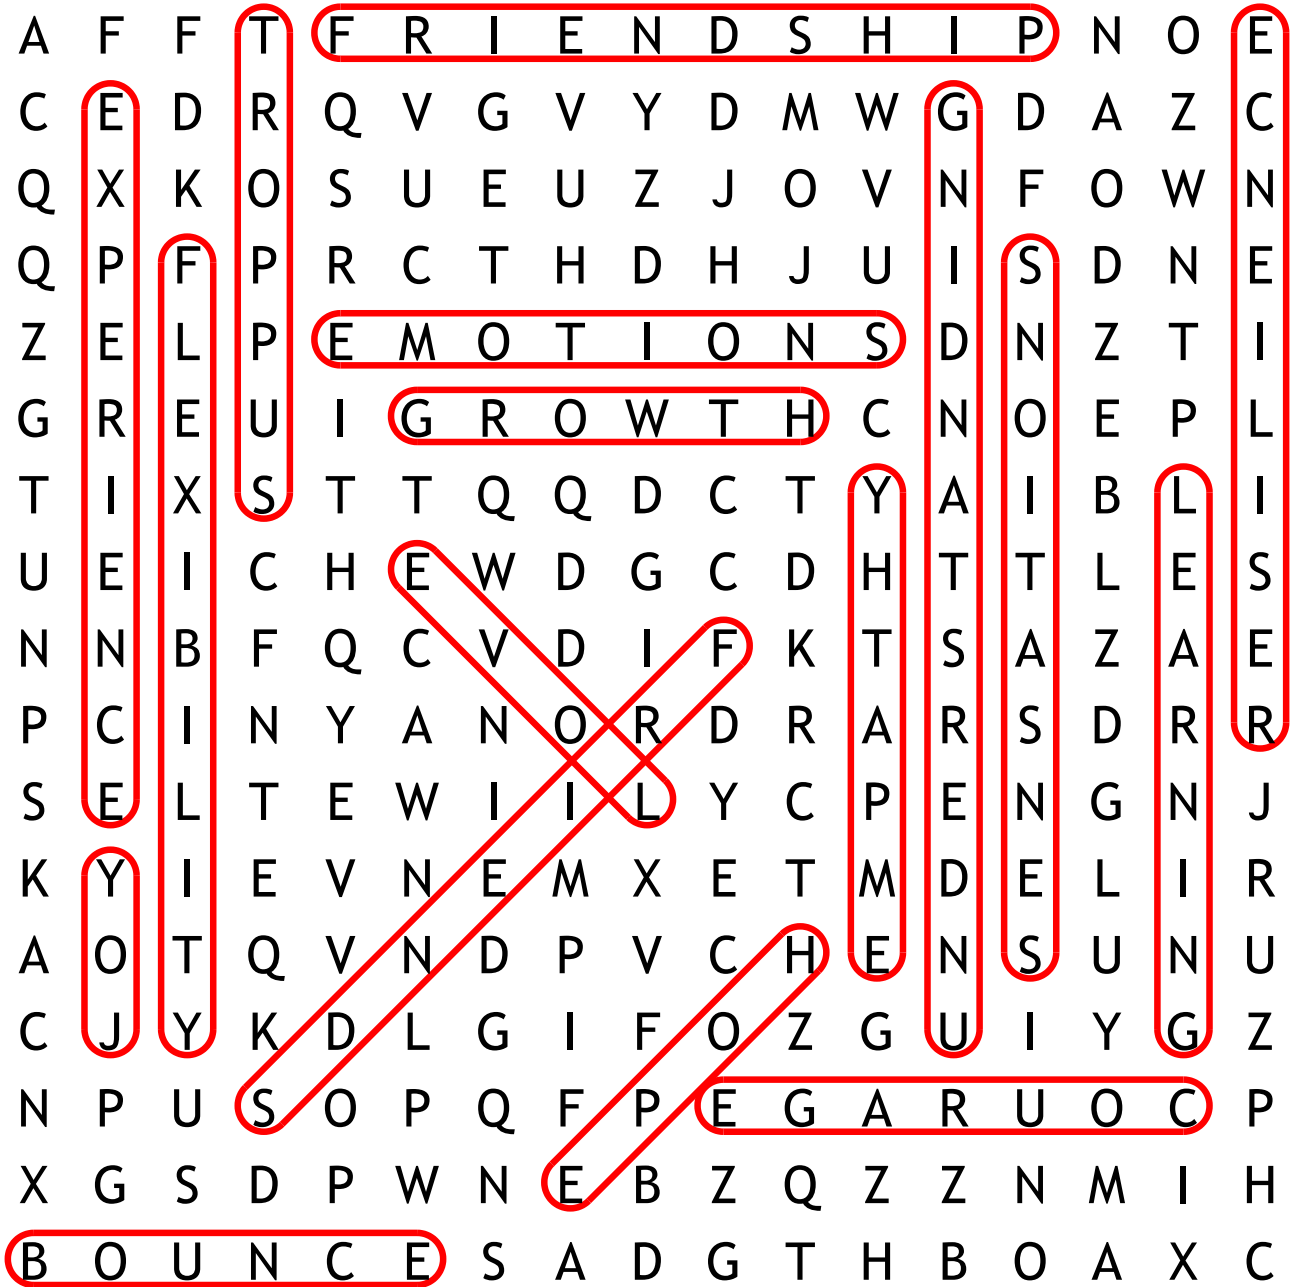 A F F T F R I E N D S H I P N O E
C E D R Q V G V Y D M W G D A Z C
Q X K O S U E U Z J O V N F O W N
Q P F P R C T H D H J U I S D N E
Z E L P E M O T I O N S D N Z T I
G R E U I G R O W T H C N O E P L
T I X S T T Q Q D C T Y A I B L I
U E I C H E W D G C D H T T L E S
N N B F Q C V D I F K T S A Z A E
P C I N Y A N O R D R A R S D R R
S E L T E W I I L Y C P E N G N J
K Y I E V N E M X E T M D E L I R
A O T Q V N D P V C H E N S U N U
C J Y K D L G I F O Z G U I Y G Z
N P U S O P Q F P E G A R U O C P
X G S D P W N E B Z Q Z Z N M I H
B O U N C E S A D G T H B O A X C